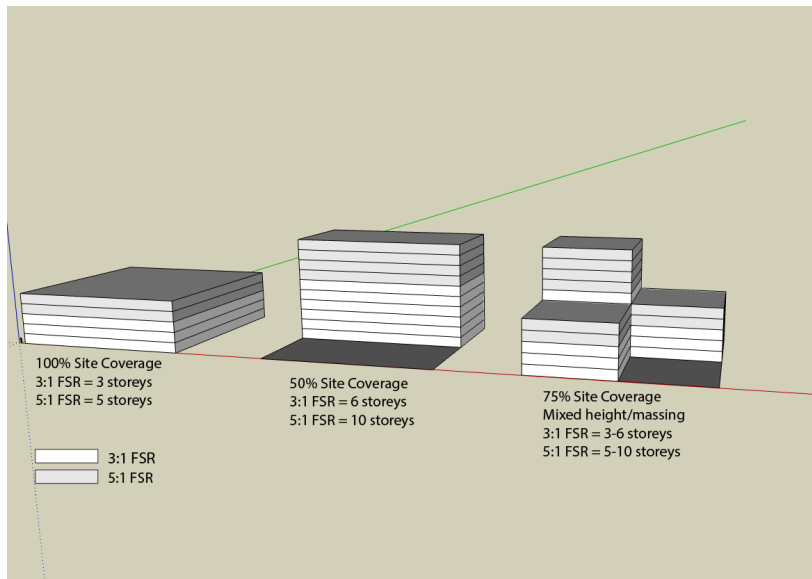 100% Site Coverage
3:1 FSR = 3 storeys
5:1 FSR = 5 storeys
50% Site Coverage
3:1 FSR = 6 storeys
5:1 FSR = 10 storeys
75% Site Coverage
Mixed height/massing
3:1 FSR = 3-6 storeys
5:1 FSR = 5-10 storeys
3:1 FSR
5:1 FSR